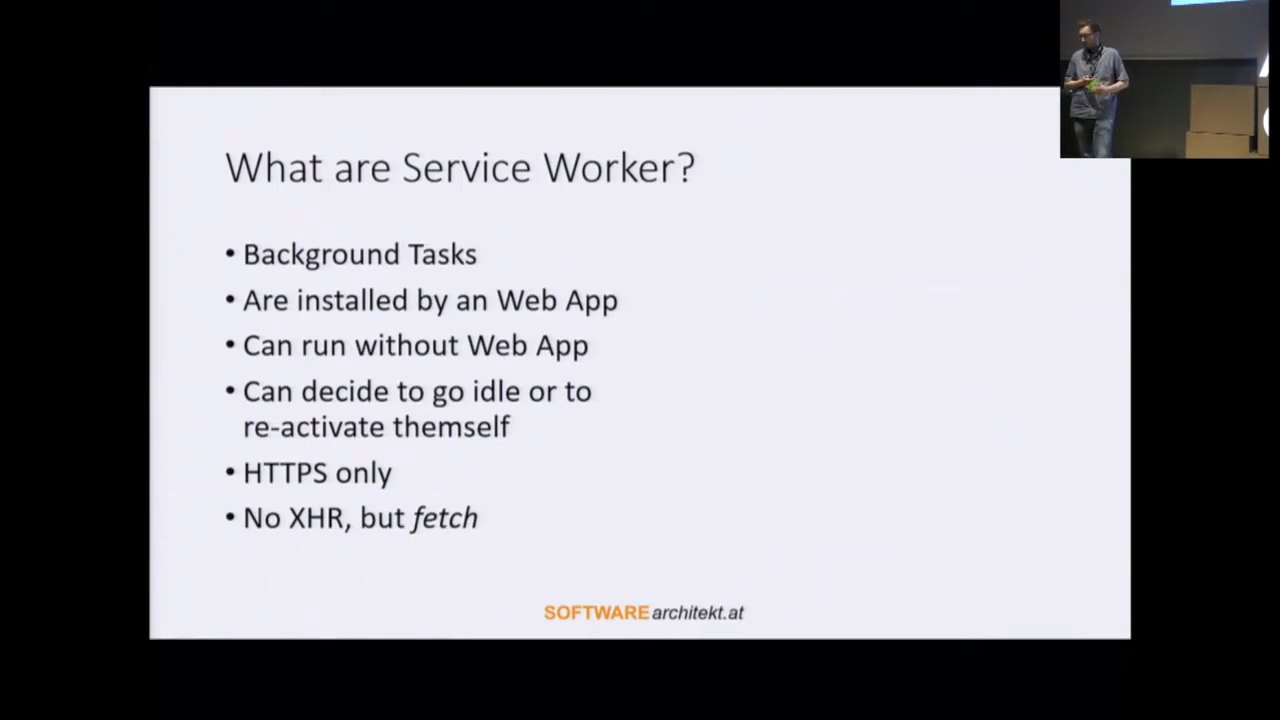 What are Service Worker?
• Background Tasks
• Are installed by an Web App
• Can run without Web App
• Can decide to go idle or to
re-activate themself
• HTTPS only
• No XHR, but fetch
SOFTWAREarchitekt.at